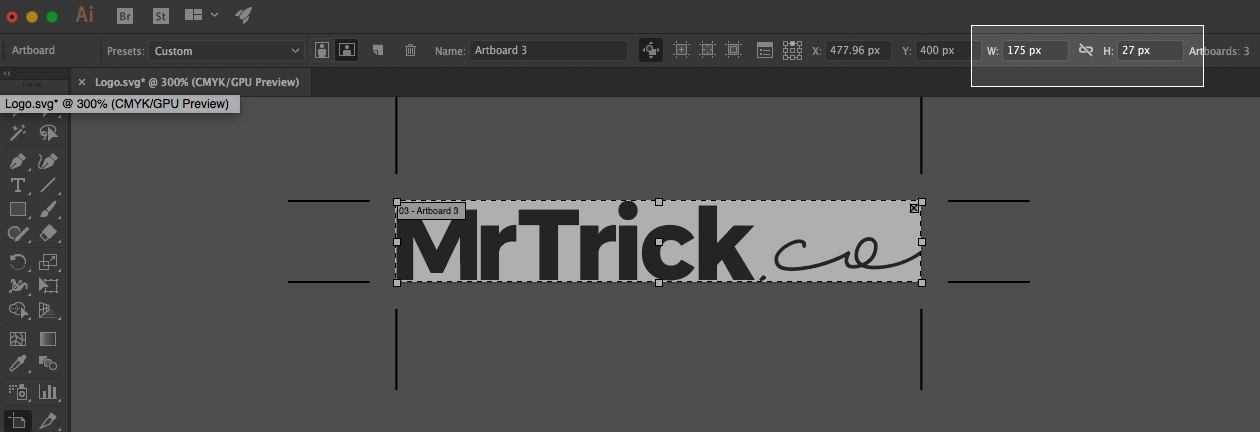 Ai Br St
Artboard Presets: Custom Name: Artboard 3 X: 477.96 px Y: 400 px W: 175 px H: 27 px Artboards: 3
× Logo.svg* @ 300% (CMYK/GPU Preview)
Logo.svg* @ 300% (CMYK/GPU Preview)
03 - Artboard 3
MrTrick.co